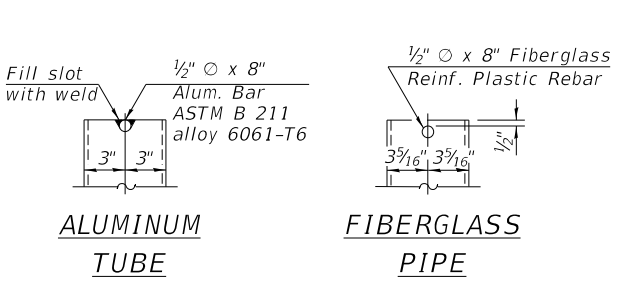 Fill slot
with weld
½" Ø x 8"
Alum. Bar
ASTM B 211
alloy 6061-T6
3" 3"
ALUMINUM
TUBE
½" Ø x 8" Fiberglass
Reinf. Plastic Rebar
½"
3⁵⁄₁₆" 3⁵⁄₁₆"
FIBERGLASS
PIPE